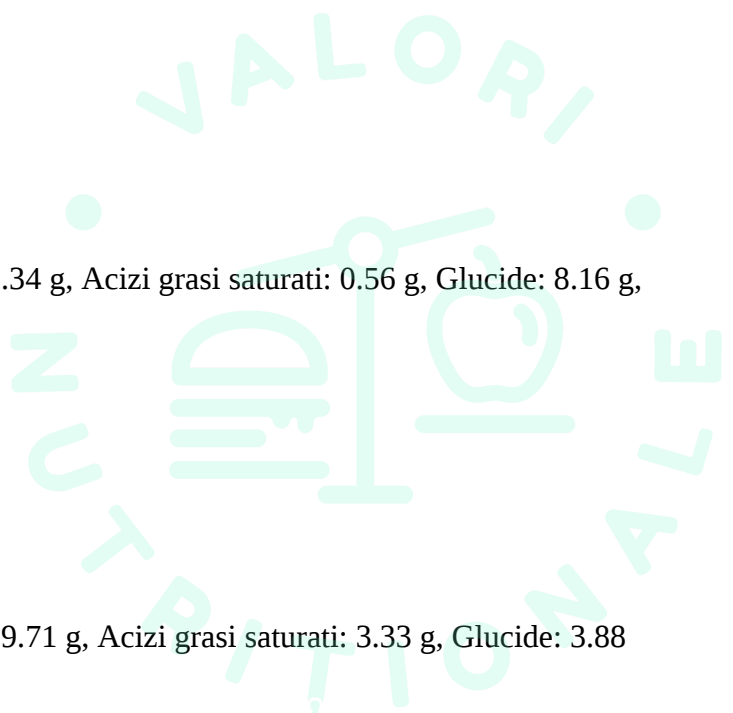 VALORI
.34 g, Acizi grasi saturati: 0.56 g, Glucide: 8.16 g,
9.71 g, Acizi grasi saturati: 3.33 g, Glucide: 3.88
NUTRIȚIONALE